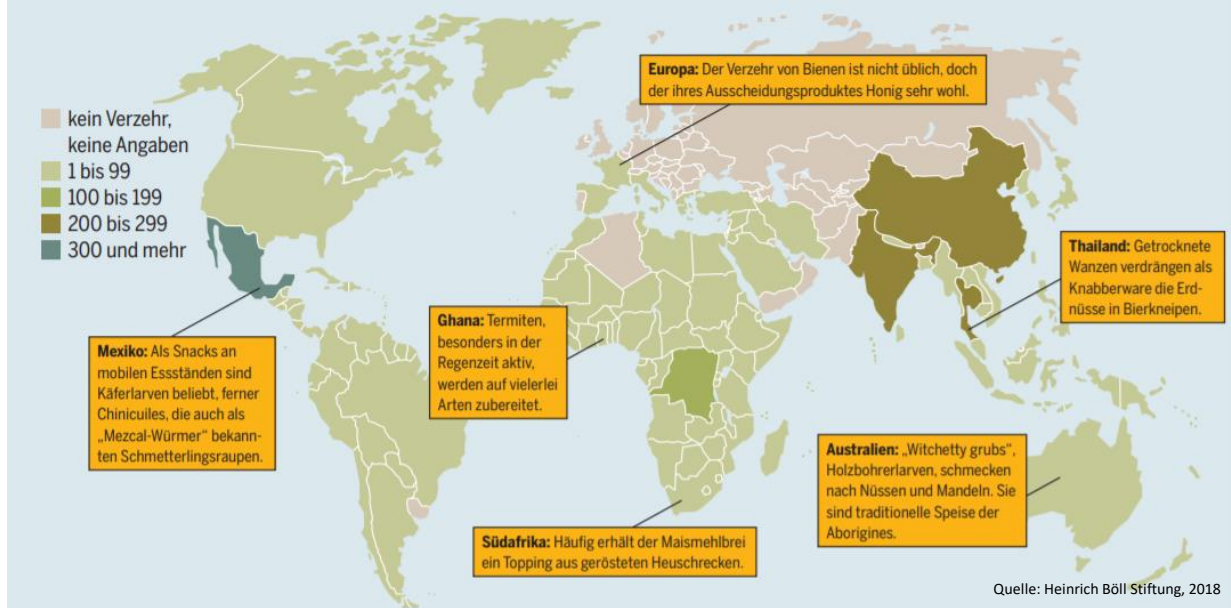 Europa: Der Verzehr von Bienen ist nicht üblich, doch
der ihres Ausscheidungsproduktes Honig sehr wohl.
kein Verzehr,
keine Angaben
1 bis 99
100 bis 199
200 bis 299
300 und mehr
Thailand: Getrocknete
Wanzen verdrängen als
Knabberware die Erd-
nüsse in Bierkneipen.
Ghana: Termiten,
besonders in der
Regenzeit aktiv,
werden auf vielerlei
Arten zubereitet.
Mexiko: Als Snacks an
mobilen Essständen sind
Käferlarven beliebt, ferner
Chinicuiles, die auch als
„Mezcal-Würmer“ bekann-
ten Schmetterlingsraupen.
Australien: „Witchetty grubs“,
Holzbohrerlarven, schmecken
nach Nüssen und Mandeln. Sie
sind traditionelle Speise der
Aborigines.
Südafrika: Häufig erhält der Maismehlbrei
ein Topping aus gerösteten Heuschrecken.
Quelle: Heinrich Böll Stiftung, 2018